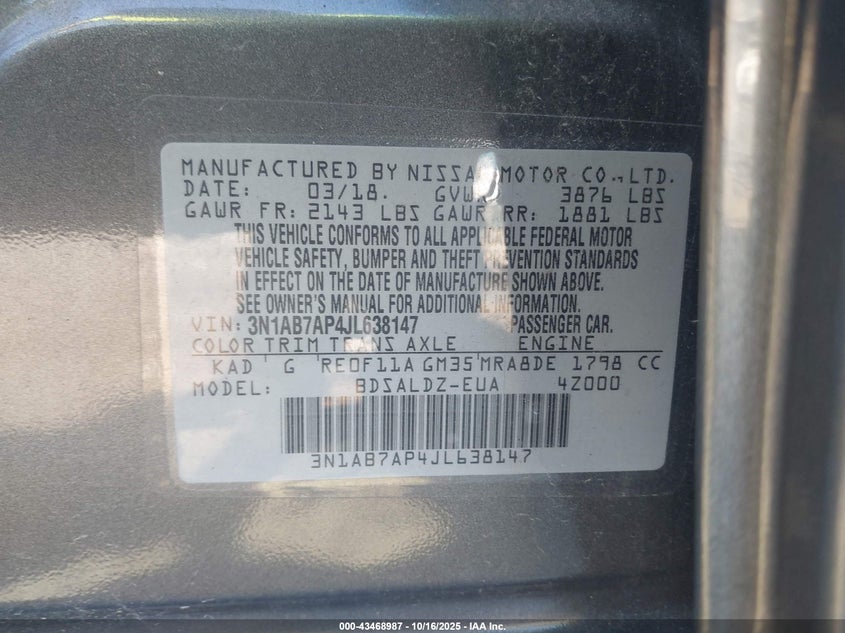 MANUFACTURED BY NISSA MOTOR CO., LTD.
DATE: 03/18. GVW 3876 LBS
GAWR FR: 2143 LBS GAWR RR: 1881 LBS
THIS VEHICLE CONFORMS TO ALL APPLICABLE FEDERAL MOTOR
VEHICLE SAFETY, BUMPER AND THEFT PREVENTION STANDARDS
IN EFFECT ON THE DATE OF MANUFACTURE SHOWN ABOVE.
SEE OWNER'S MANUAL FOR ADDITIONAL INFORMATION.
VIN: 3N1AB7AP4JL638147 PASSENGER CAR.
COLOR TRIM TRANS AXLE ENGINE
KAD G RE0F11A GM35 MRA8DE 1798 CC
MODEL: BDSALDZ-EUA 4Z000
3N1AB7AP4JL638147
000-43468987 - 10/16/2025 - IAA Inc.